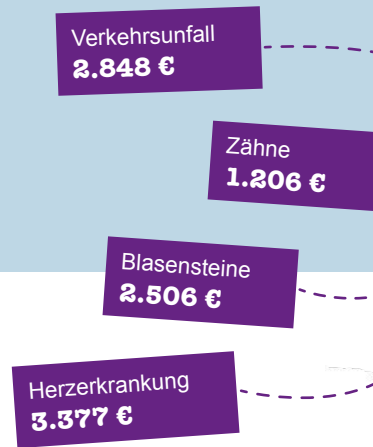 Verkehrsunfall
2.848 €
Zähne
1.206 €
Blasensteine
2.506 €
Herzerkrankung
3.377 €